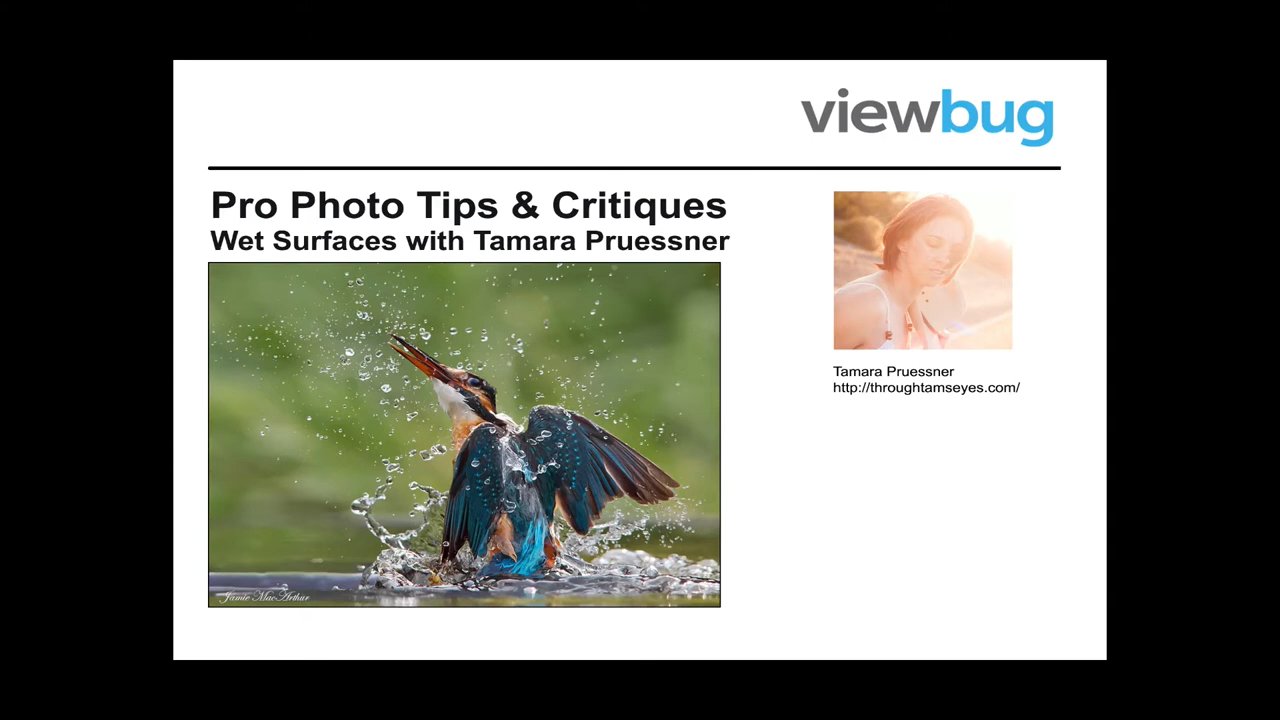 viewbug
Pro Photo Tips & Critiques
Wet Surfaces with Tamara Pruessner
Tamara Pruessner
http://throughtamseyes.com/
Jamie MacArthur